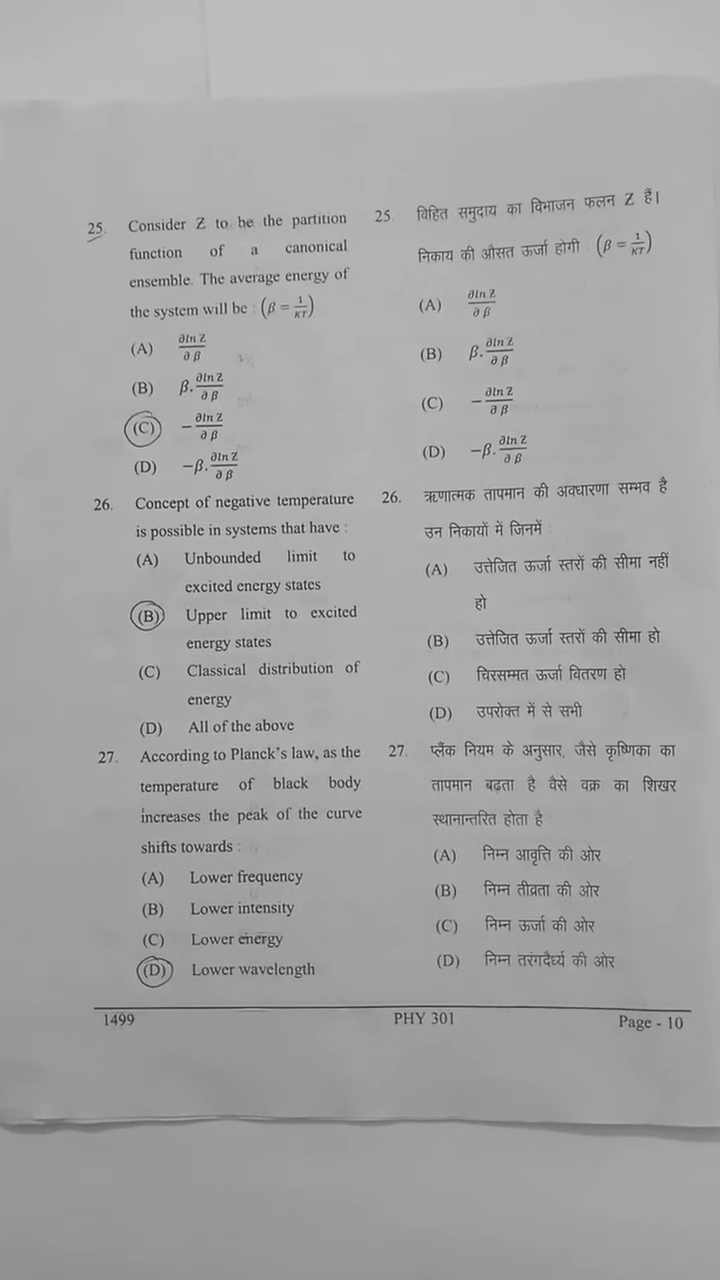 25. Consider Z to be the partition
function of a canonical
ensemble. The average energy of
the system will be : (β = 1/KT)
(A) ∂ln Z/∂ β
(B) β.∂ln Z/∂ β
(C) −∂ln Z/∂ β
(D) −β.∂ln Z/∂ β
26. Concept of negative temperature
is possible in systems that have :
(A) Unbounded limit to
excited energy states
(B) Upper limit to excited
energy states
(C) Classical distribution of
energy
(D) All of the above
27. According to Planck's law, as the
temperature of black body
increases the peak of the curve
shifts towards :
(A) Lower frequency
(B) Lower intensity
(C) Lower energy
(D) Lower wavelength
25. विहित समुदाय का विभाजन फलन Z हैं।
निकाय की औसत ऊर्जा होगी (β = 1/KT)
(A) ∂ln Z/∂ β
(B) β.∂ln Z/∂ β
(C) −∂ln Z/∂ β
(D) −β.∂ln Z/∂ β
26. ऋणात्मक तापमान की अवधारणा सम्भव है
उन निकायों में जिनमें :
(A) उत्तेजित ऊर्जा स्तरों की सीमा नहीं
हो
(B) उत्तेजित ऊर्जा स्तरों की सीमा हो
(C) चिरसम्मत ऊर्जा वितरण हो
(D) उपरोक्त में से सभी
27. प्लैंक नियम के अनुसार, जैसे कृष्णिका का
तापमान बढ़ता है वैसे वक्र का शिखर
स्थानान्तरित होता है
(A) निम्न आवृत्ति की ओर
(B) निम्न तीव्रता की ओर
(C) निम्न ऊर्जा की ओर
(D) निम्न तरंगदैर्ध्य की ओर
1499 PHY 301 Page - 10